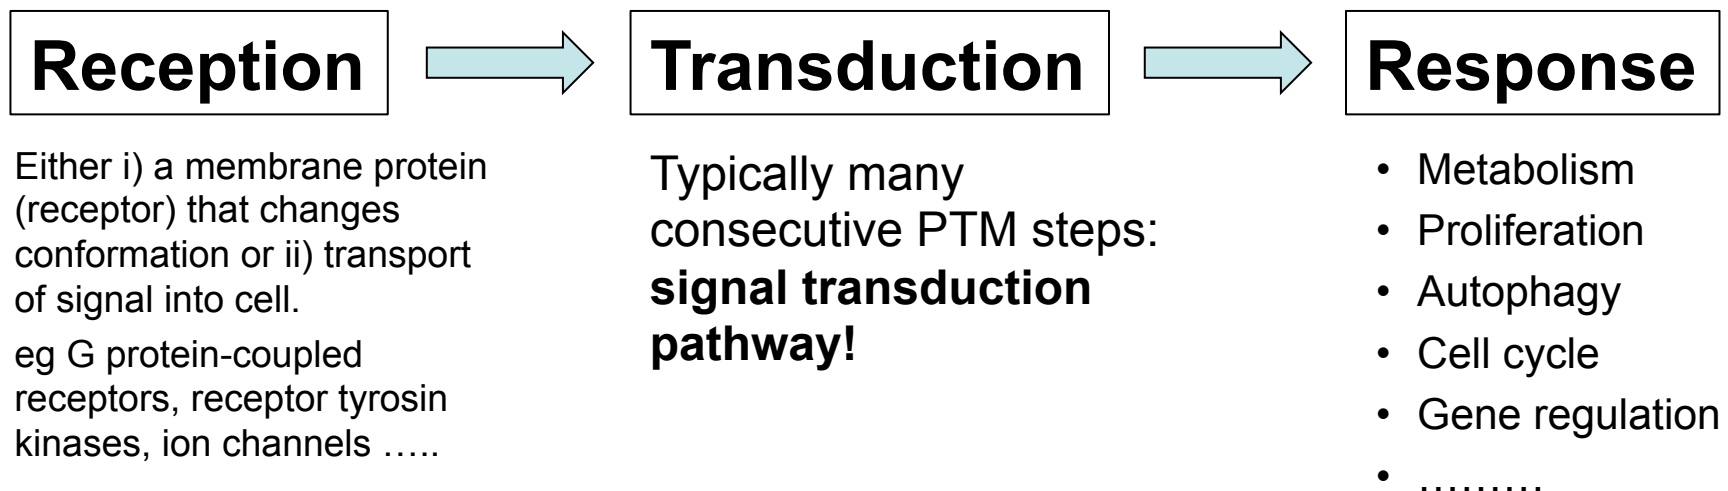 Reception
Transduction
Response
Either i) a membrane protein
(receptor) that changes
conformation or ii) transport
of signal into cell.
eg G protein-coupled
receptors, receptor tyrosin
kinases, ion channels …..
Typically many
consecutive PTM steps:
signal transduction
pathway!
• Metabolism
• Proliferation
• Autophagy
• Cell cycle
• Gene regulation
• ………